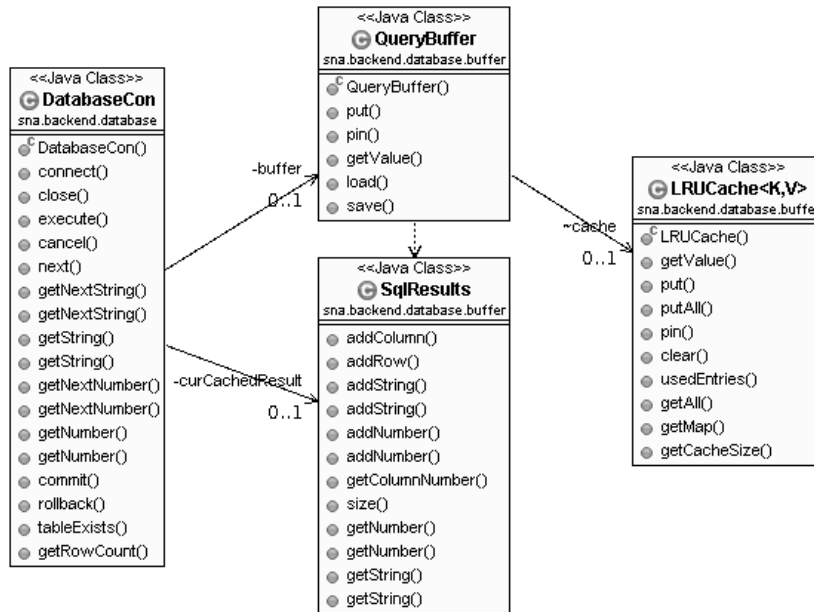 <<Java Class>>
DatabaseCon
sna.backend.database
DatabaseCon()
connect()
close()
execute()
cancel()
next()
getNextString()
getNextString()
getString()
getString()
getNextNumber()
getNextNumber()
getNumber()
getNumber()
commit()
rollback()
tableExists()
getRowCount()
-buffer
0..1
-curCachedResult
0..1
<<Java Class>>
QueryBuffer
sna.backend.database.buffer
QueryBuffer()
put()
pin()
getValue()
load()
save()
<<Java Class>>
SqlResults
sna.backend.database.buffer
addColumn()
addRow()
addString()
addString()
addNumber()
addNumber()
getColumnNumber()
size()
getNumber()
getNumber()
getString()
getString()
~cache
0..1
<<Java Class>>
LRUCache<K,V>
sna.backend.database.buffe
LRUCache()
getValue()
put()
putAll()
pin()
clear()
usedEntries()
getAll()
getMap()
getCacheSize()